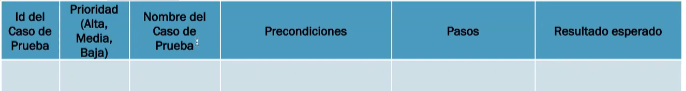 Id del
Caso de
Prueba
Prioridad
(Alta,
Media,
Baja)
Nombre del
Caso de
Prueba
Precondiciones
Pasos
Resultado esperado